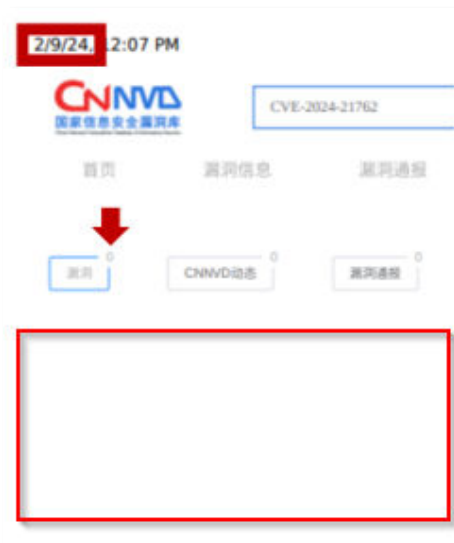 2/9/24, 12:07 PM
CNNVD
国家信息安全漏洞库
CVE-2024-21762
首页 漏洞信息 漏洞通报
漏洞 0 CNNVD动态 0 漏洞通报 0